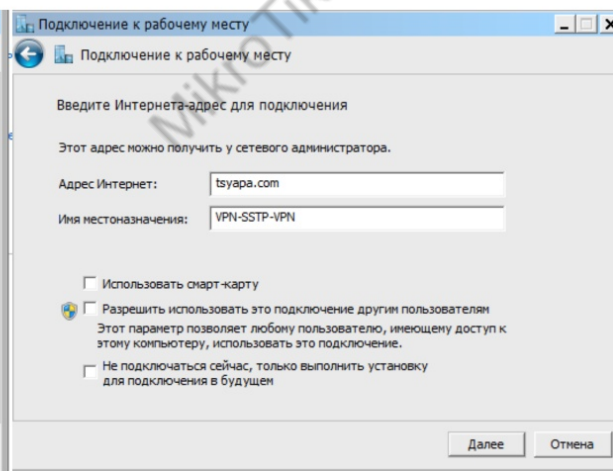 Подключение к рабочему месту
Подключение к рабочему месту
Введите Интернета-адрес для подключения
Этот адрес можно получить у сетевого администратора.
Адрес Интернет: tsyapa.com
Имя местоназначения: VPN-SSTP-VPN
Использовать смарт-карту
Разрешить использовать это подключение другим пользователям
Этот параметр позволяет любому пользователю, имеющему доступ к
этому компьютеру, использовать это подключение.
Не подключаться сейчас, только выполнить установку
для подключения в будущем
Далее Отмена